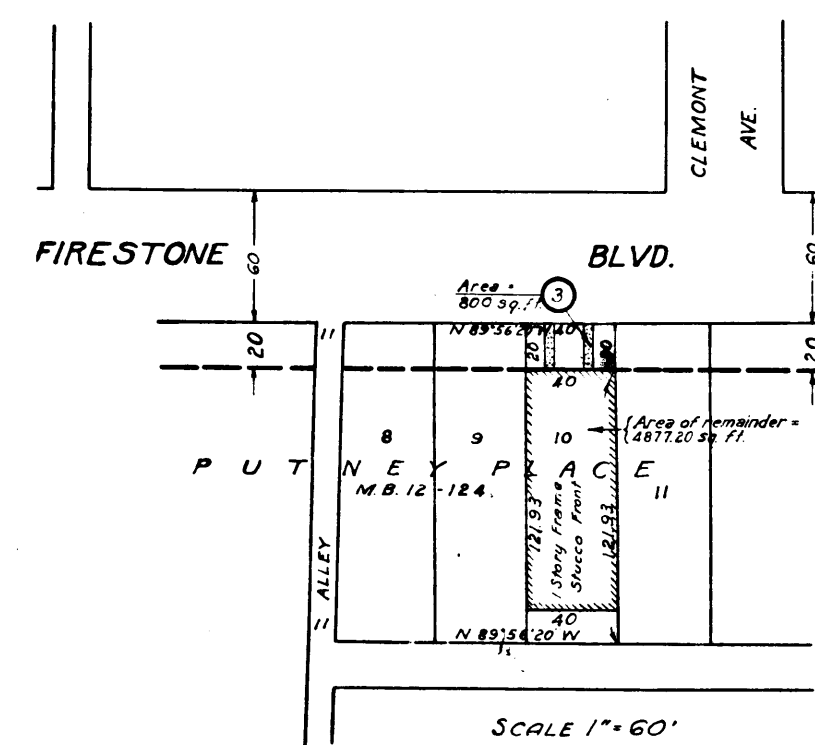 CLEMONT
AVE.
FIRESTONE BLVD.
60
60
Area =
800 sq. ft.
3
N 89°56'20" W 40
11
20
20
20
20
40
8
9
10
11
{Area of remainder =
4877.20 sq. ft.
PUTNEY PLACE
M.B. 12-124.
121.93
1 Story Frame
Stucco Front
121.93
ALLEY
11
40
N 89°56'20" W
SCALE 1"=60'